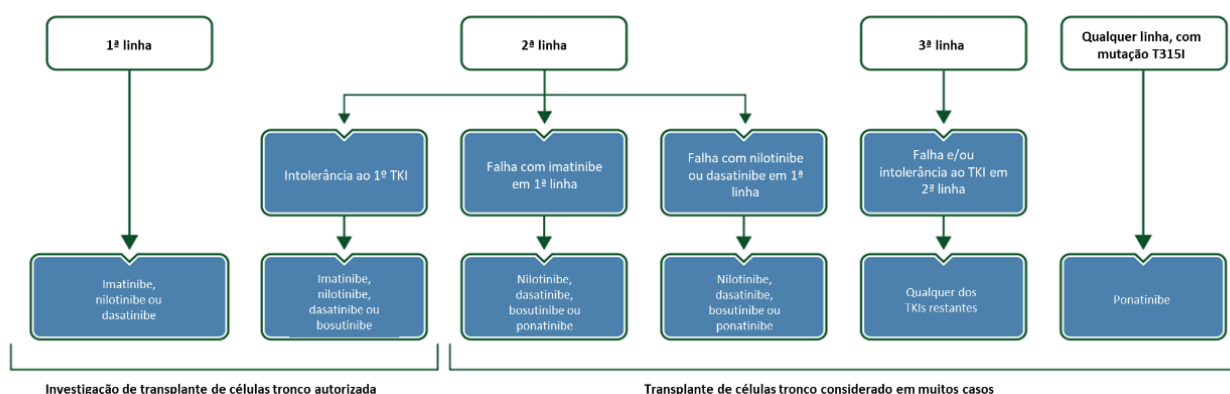 1ª linha
2ª linha
3ª linha
Qualquer linha, com
mutação T315I
Intolerância ao 1º TKI
Falha com imatinibe
em 1ª linha
Falha com nilotinibe
ou dasatinibe em 1ª
linha
Falha e/ou
intolerância ao TKI em
2ª linha
Imatinibe,
nilotinibe ou
dasatinibe
Imatinibe,
nilotinibe,
dasatinibe ou
bosutinibe
Nilotinibe,
dasatinibe,
bosutinibe ou
ponatinibe
Nilotinibe,
dasatinibe,
bosutinibe ou
ponatinibe
Qualquer dos
TKIs restantes
Ponatinibe
Investigação de transplante de células tronco autorizada
Transplante de células tronco considerado em muitos casos